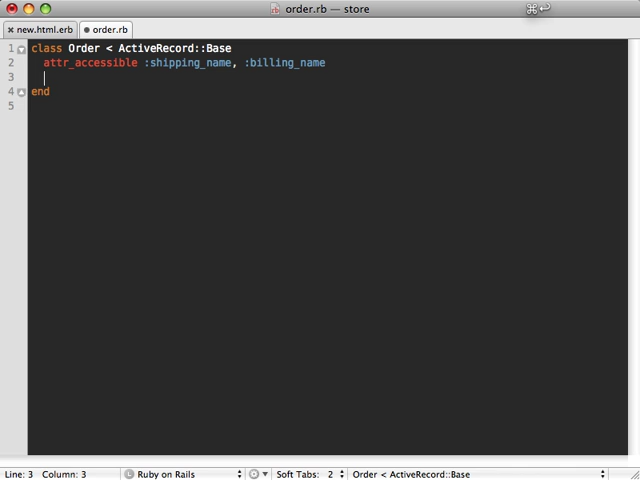 order.rb — store
⌘↩
new.html.erb
order.rb
1 class Order < ActiveRecord::Base
2 attr_accessible :shipping_name, :billing_name
3
4 end
5
Line: 3 Column: 3 L Ruby on Rails Soft Tabs: 2 Order < ActiveRecord::Base